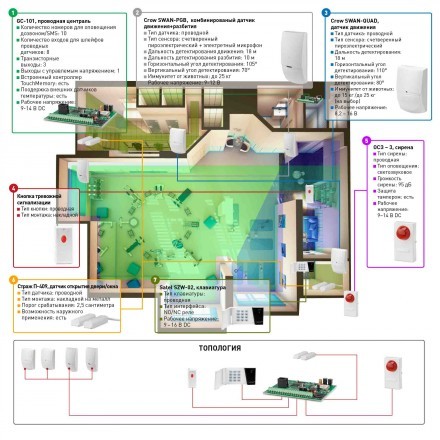 1
GC-101, проводная централь
• Количество номеров для оповещения
дозвоном/SMS: 10
• Количество входов для шлейфов
проводных
датчиков: 8
• Транзисторные
выходы: 3
• Выходы с управлением напряжением: 1
• Встроенный контроллер
TouchMemory: есть
• Поддержка внешних датчиков
температуры: есть
• Рабочее напряжение:
9–14 В DC
2
Crow SWAN-PGB, комбинированный датчик
движения+разбития
• Тип датчика: проводной
• Тип сенсора: счетверенный
пироэлектрический + электретный микрофон
• Дальность детектирования движения: 18 м
• Дальность детектирования разбития: 10 м
• Горизонтальный угол детектирования: 105°
• Вертикальный угол детектирования: 70°
• Иммунитет от животных: до 25 кг
• Рабочее напряжение: 9–12 В
3
Crow SWAN-QUAD,
датчик движения
• Тип датчика: проводной
• Тип сенсора: счетверенный
пироэлектрический
• Дальность детектирования:
18 м
• Горизонтальный угол
детектирования: 110°
• Вертикальный угол
детектирования: 80°
• Иммунитет от животных:
до 15 кг/до 25 кг
(на выбор)
• Рабочее напряжение:
8,2 – 16 В
4
Кнопка тревожной
сигнализации
• Тип кнопки: проводная
• Тип монтажа: накладной
5
ОСЗ – 3, сирена
• Тип сирены:
проводная
• Тип оповещения:
светозвуковое
• Громкость
сирены: 95 дБ
• Защита
тампером: есть
• Рабочее
напряжение:
9–14 В DC
6
Страж П-409, датчик открытия двери/окна
• Тип датчика: проводной
• Тип монтажа: накладной на металл
• Порог срабатывания: 2,5 сантиметра
• Возможность наружного
применения: есть
7
Satel SZW-02, клавиатура
• Тип клавиатуры:
проводная
• Тип интерфейса:
NO/NC реле
• Рабочее напряжение:
9 – 16 В DC
ТОПОЛОГИЯ